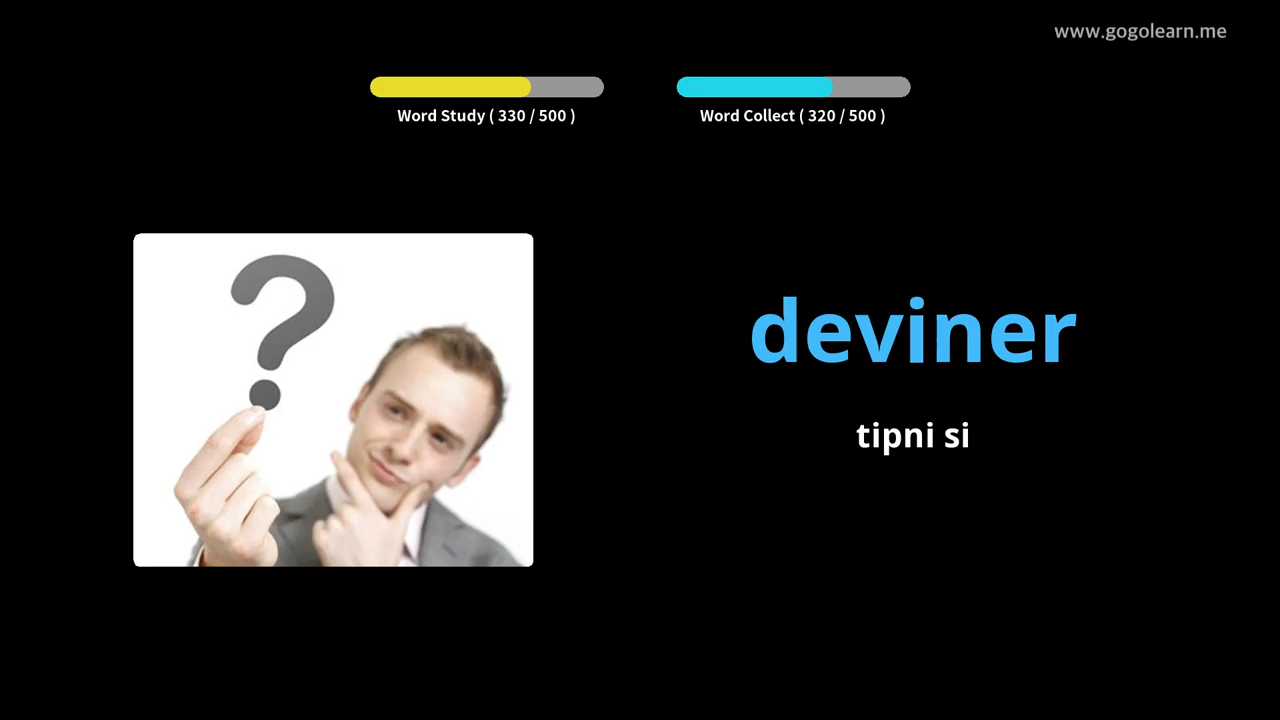 www.gogolearn.me
Word Study ( 330 / 500 )
Word Collect ( 320 / 500 )
deviner
tipni si